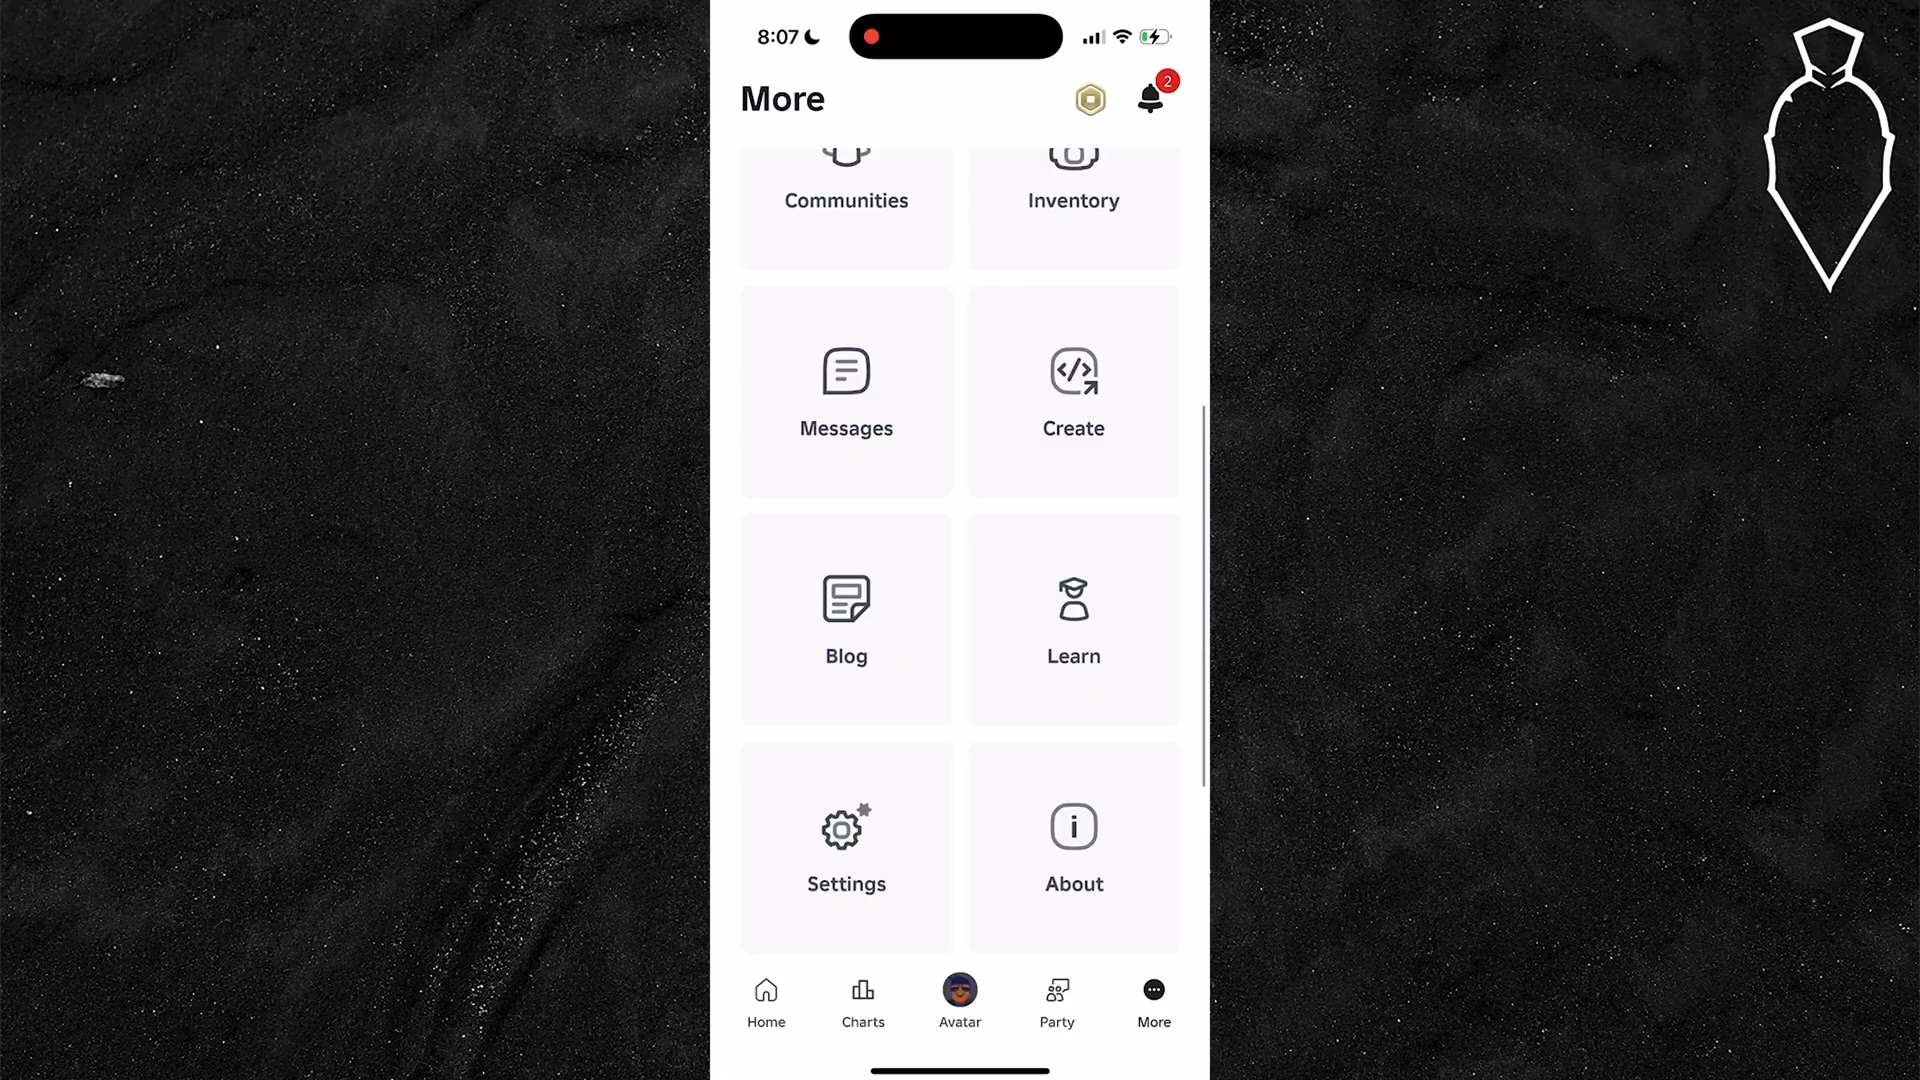 8:07
More
2
Communities
Inventory
Messages
Create
Blog
Learn
Settings
About
Home
Charts
Avatar
Party
More